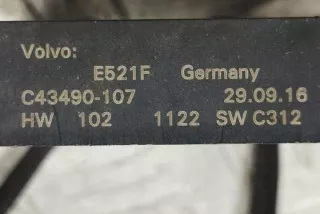 Volvo:
E521F Germany
C43490-107 29.09.16
HW 102 1122 SW C312